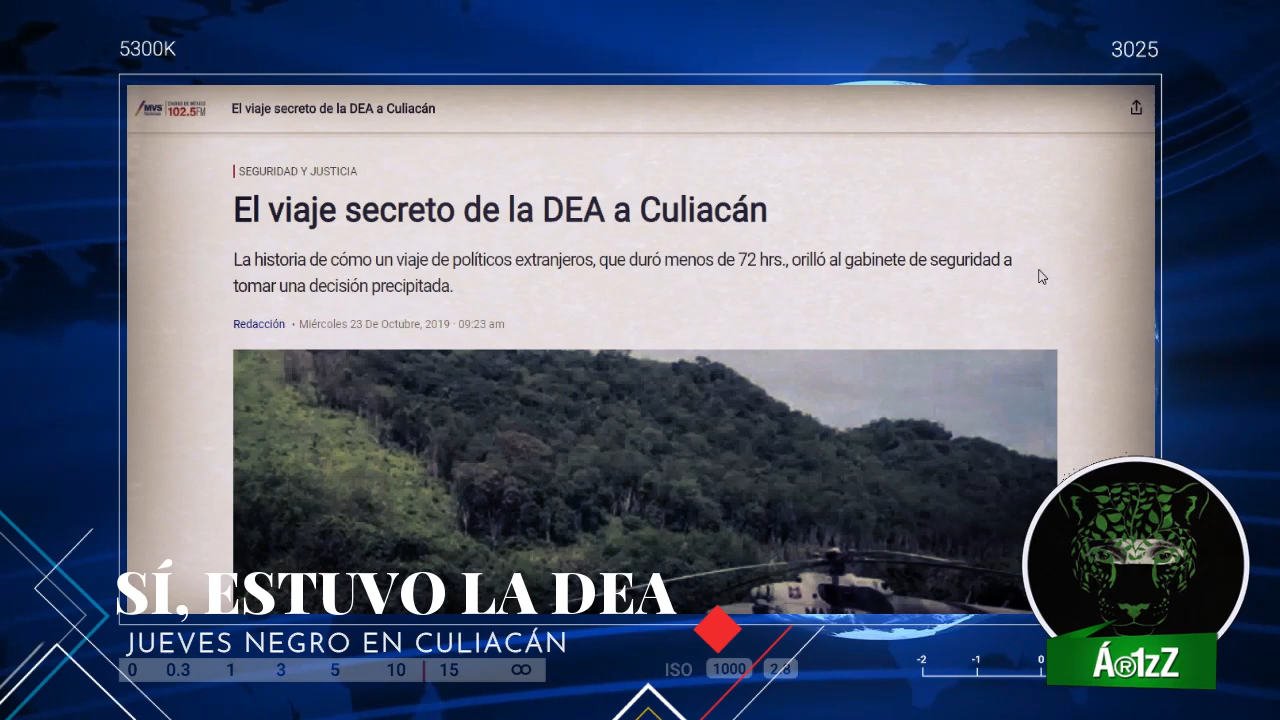 5300K
3025
MVS
102.5FM
El viaje secreto de la DEA a Culiacán
SEGURIDAD Y JUSTICIA
El viaje secreto de la DEA a Culiacán
La historia de cómo un viaje de políticos extranjeros, que duró menos de 72 hrs., orilló al gabinete de seguridad a
tomar una decisión precipitada.
Redacción · Miércoles 23 De Octubre, 2019 · 09:23 am
SÍ, ESTUVO LA DEA
JUEVES NEGRO EN CULIACÁN
0 0.3 1 3 5 10 15 ∞
ISO 1000 2.8
-2 -1 0
Á®1zZ